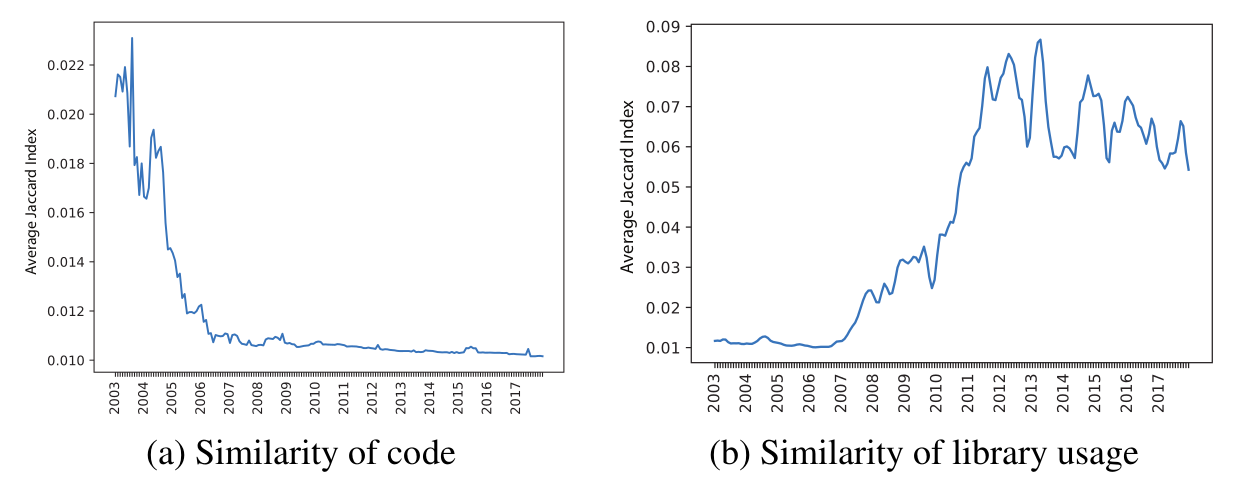 Average Jaccard Index
0.022
0.020
0.018
0.016
0.014
0.012
0.010
2003 2004 2005 2006 2007 2008 2009 2010 2011 2012 2013 2014 2015 2016 2017
(a) Similarity of code
Average Jaccard Index
0.09
0.08
0.07
0.06
0.05
0.04
0.03
0.02
0.01
2003 2004 2005 2006 2007 2008 2009 2010 2011 2012 2013 2014 2015 2016 2017
(b) Similarity of library usage